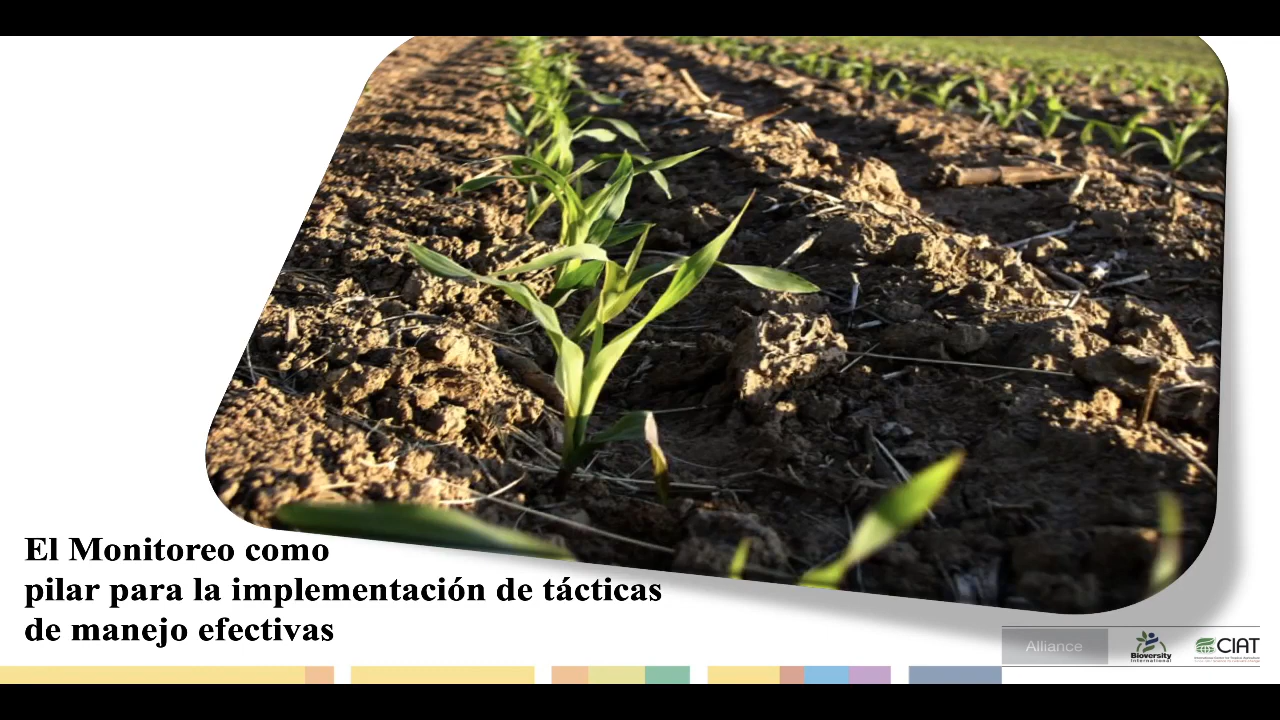 El Monitoreo como
pilar para la implementación de tácticas
de manejo efectivas
Alliance
Bioversity
International
CIAT